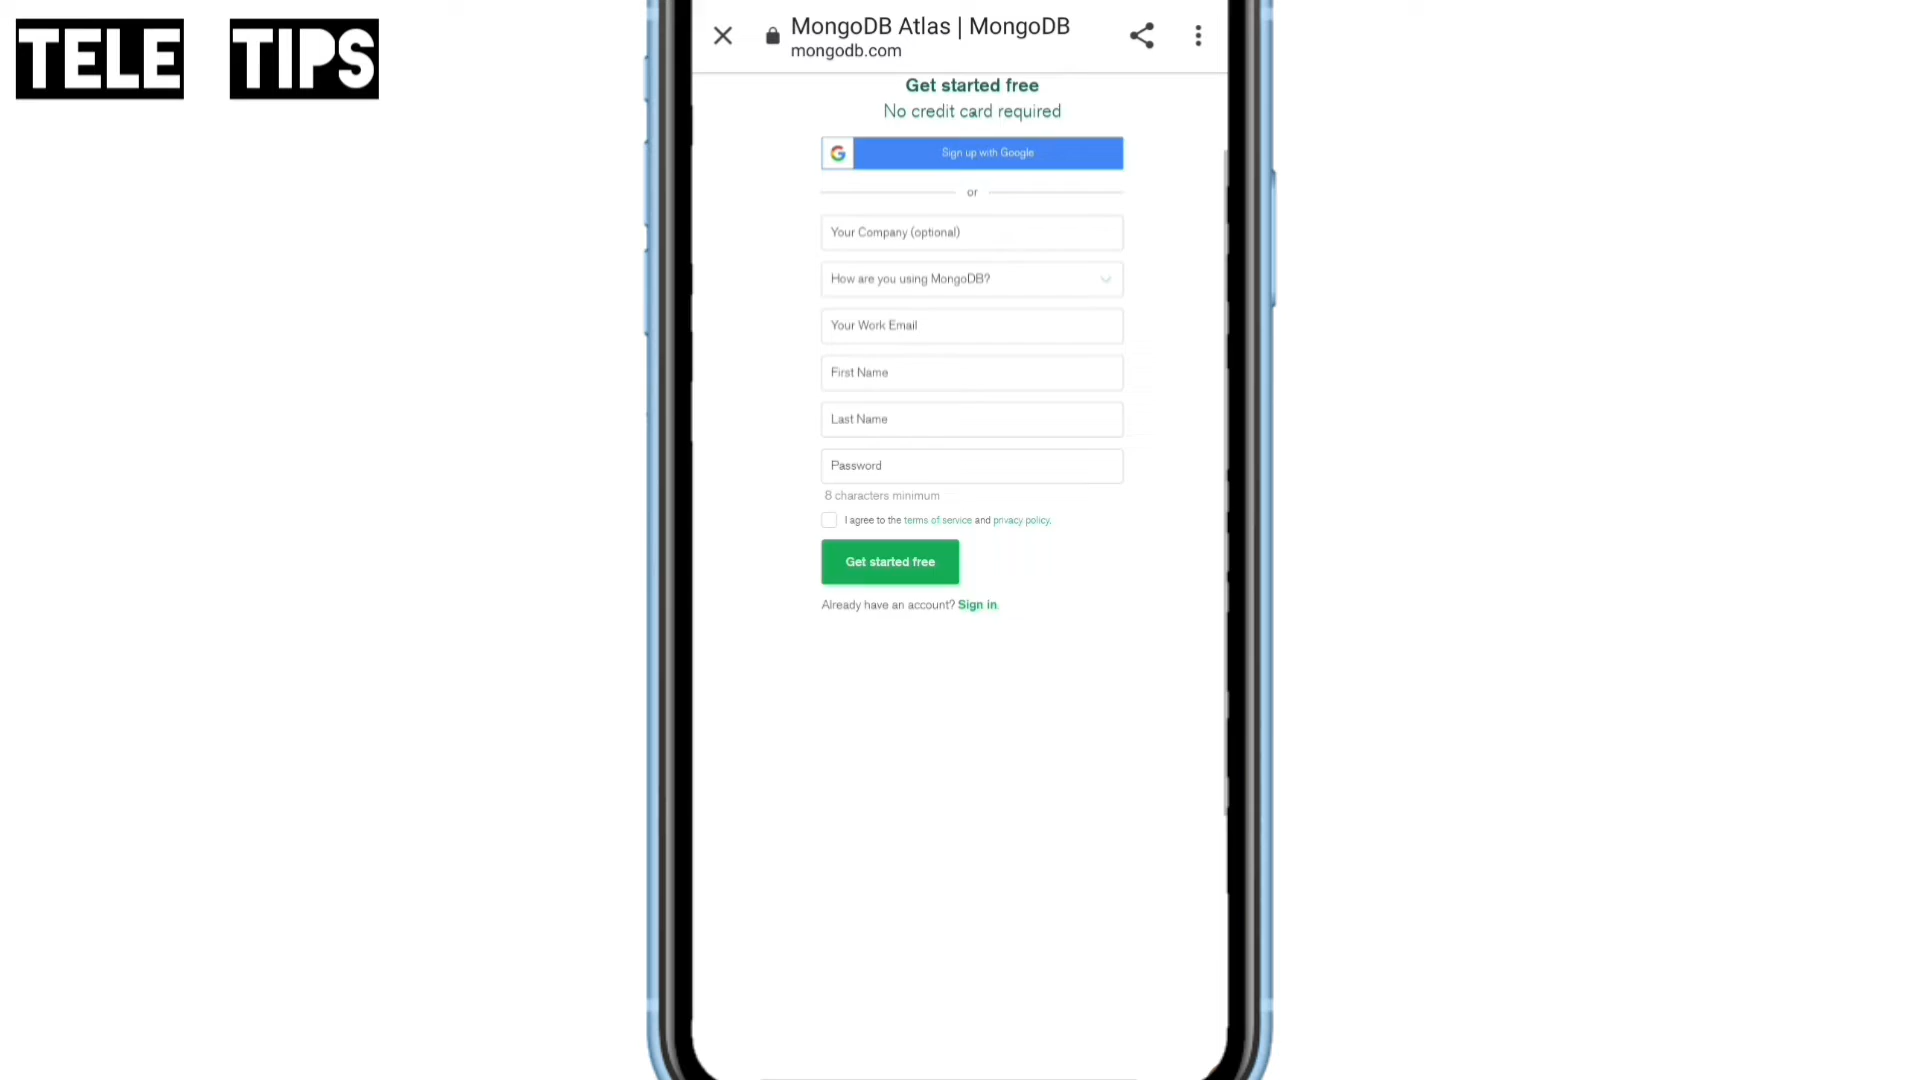 TELE TIPS
MongoDB Atlas | MongoDB
mongodb.com
Get started free
No credit card required
Sign up with Google
or
Your Company (optional)
How are you using MongoDB?
Your Work Email
First Name
Last Name
Password
8 characters minimum
I agree to the terms of service and privacy policy.
Get started free
Already have an account? Sign in.